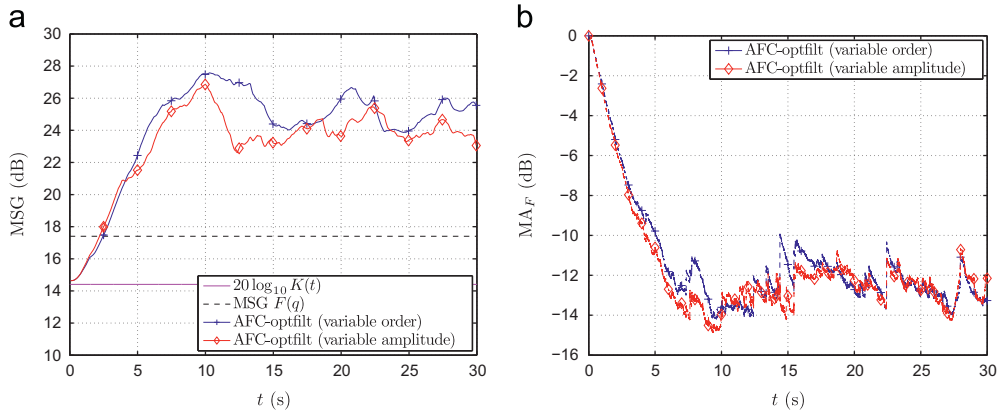 a
30
28
26
24
22
20
18
16
14
12
10
MSG (dB)
0 5 10 15 20 25 30
t (s)
20 log₁₀ K(t)
MSG F(q)
AFC-optfilt (variable order)
AFC-optfilt (variable amplitude)
b
0
−2
−4
−6
−8
−10
−12
−14
−16
MA_F (dB)
0 5 10 15 20 25 30
t (s)
AFC-optfilt (variable order)
AFC-optfilt (variable amplitude)